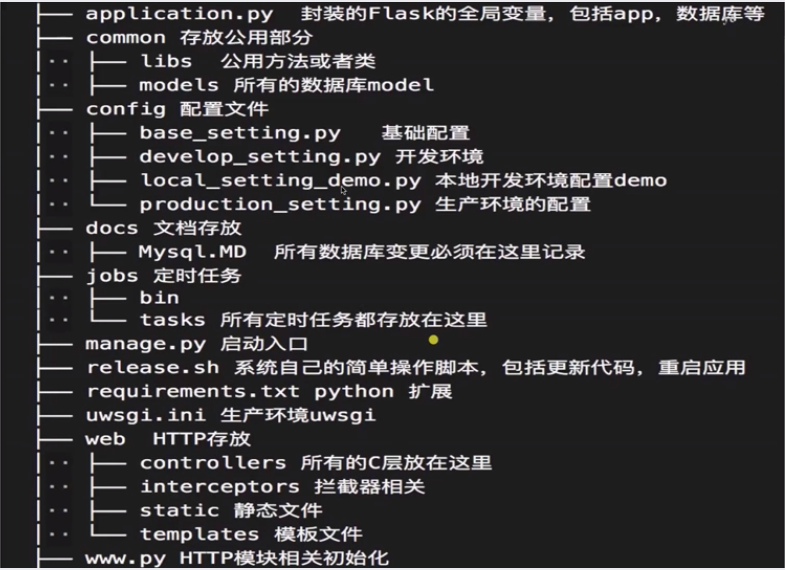 ├── application.py  封装的Flask的全局变量，包括app，数据库等
├── common 存放公用部分
│·· ├── libs  公用方法或者类
│·· ├── models 所有的数据库model
├── config 配置文件
│·· ├── base_setting.py   基础配置
│·· ├── develop_setting.py 开发环境
│·· ├── local_setting_demo.py 本地开发环境配置demo
│·· └── production_setting.py 生产环境的配置
├── docs 文档存放
│·· ├── Mysql.MD  所有数据库变更必须在这里记录
├── jobs 定时任务
│·· ├── bin
│·· └── tasks 所有定时任务都存放在这里
├── manage.py 启动入口
├── release.sh 系统自己的简单操作脚本，包括更新代码，重启应用
├── requirements.txt python 扩展
├── uwsgi.ini 生产环境uwsgi
├── web  HTTP存放
│·· ├── controllers 所有的C层放在这里
│·· ├── interceptors 拦截器相关
│·· ├── static 静态文件
│·· └── templates 模板文件
├── www.py HTTP模块相关初始化